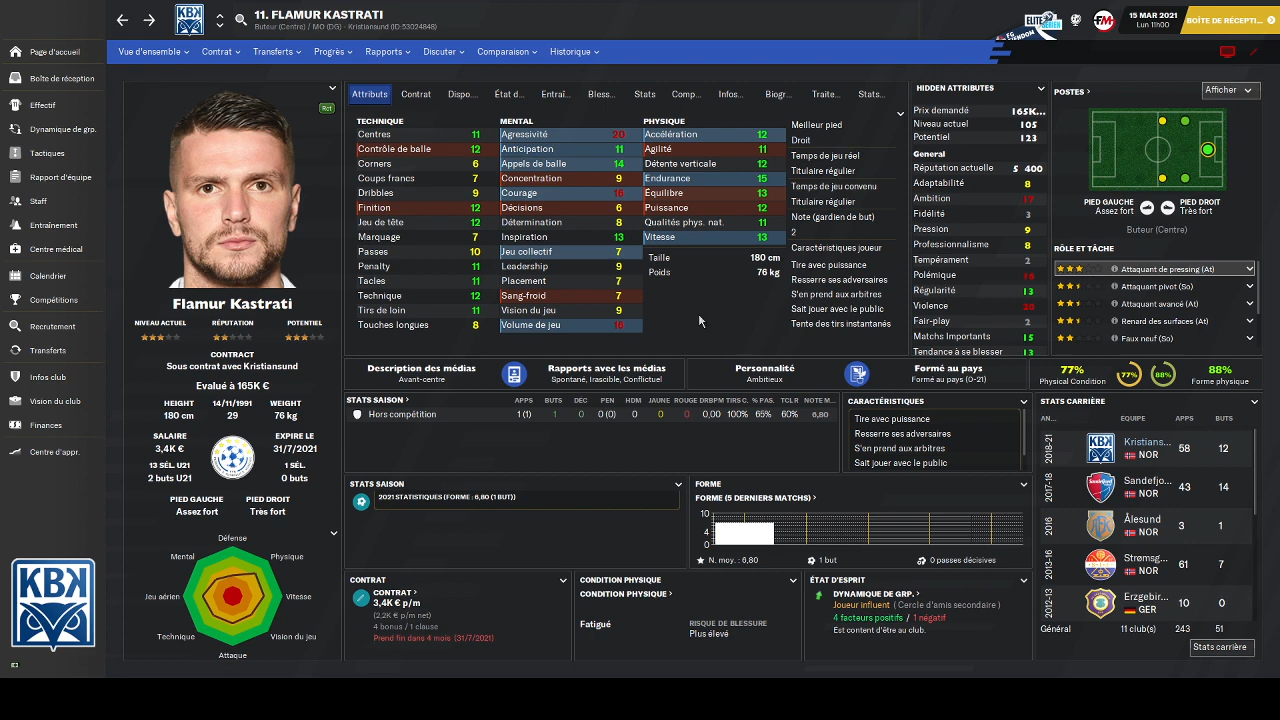 11. FLAMUR KASTRATI
Buteur (Centre) / MO (DG) - Kristiansund (ID:53024848)
15 MAR 2021
Lun 11h00
BOÎTE DE RÉCEPTI...
Vue d'ensemble Contrat Transferts Progrès Rapports Discuter Comparaison Historique
Page d'accueil
Boîte de réception
Effectif
Dynamique de grp.
Tactiques
Rapport d'équipe
Staff
Entraînement
Centre médical
Calendrier
Compétitions
Recrutement
Transferts
Infos club
Vision du club
Finances
Centre d'appr.
KBK
Rct
Flamur Kastrati
NIVEAU ACTUEL RÉPUTATION POTENTIEL
CONTRACT
Sous contrat avec Kristiansund
Evalué à 165K €
HEIGHT 14/11/1991 WEIGHT
180 cm 29 76 kg
SALAIRE EXPIRE LE
3,4K € 31/7/2021
13 SÉL. U21 1 SÉL.
2 buts U21 0 buts
PIED GAUCHE PIED DROIT
Assez fort Très fort
Défense
Mental Physique
Jeu aérien Vitesse
Technique Vision du jeu
Attaque
Attributs Contrat Dispo... État d... Entraî... Bless... Stats Comp... Infos... Biogr... Traite... Stats...
TECHNIQUE
Centres 11
Contrôle de balle 12
Corners 6
Coups francs 7
Dribbles 9
Finition 12
Jeu de tête 12
Marquage 7
Passes 10
Penalty 11
Tacles 11
Technique 12
Tirs de loin 11
Touches longues 8
MENTAL
Agressivité 20
Anticipation 11
Appels de balle 14
Concentration 9
Courage 16
Décisions 6
Détermination 8
Inspiration 13
Jeu collectif 7
Leadership 9
Placement 7
Sang-froid 7
Vision du jeu 9
Volume de jeu 16
PHYSIQUE
Accélération 12
Agilité 11
Détente verticale 12
Endurance 15
Équilibre 13
Puissance 12
Qualités phys. nat. 11
Vitesse 13
Taille 180 cm
Poids 76 kg
Meilleur pied
Droit
Temps de jeu réel
Titulaire régulier
Temps de jeu convenu
Titulaire régulier
Note (gardien de but)
2
Caractéristiques joueur
Tire avec puissance
Resserre ses adversaires
S'en prend aux arbitres
Sait jouer avec le public
Tente des tirs instantanés
HIDDEN ATTRIBUTES
Prix demandé 165K...
Niveau actuel 105
Potentiel 123
General
Réputation actuelle 5 400
Adaptabilité 8
Ambition 17
Fidélité 3
Pression 9
Professionnalisme 8
Tempérament 2
Polémique 16
Régularité 13
Violence 20
Fair-play 2
Matchs Importants 15
Tendance à se blesser 13
POSTES
Afficher
PIED GAUCHE PIED DROIT
Assez fort Très fort
Buteur (Centre)
RÔLE ET TÂCHE
Attaquant de pressing (At)
Attaquant pivot (So)
Attaquant avancé (At)
Renard des surfaces (At)
Faux neuf (So)
Description des médias
Avant-centre
Rapports avec les médias
Spontané, Irascible, Conflictuel
Personnalité
Ambitieux
Formé au pays
Formé au pays (0-21)
77%
Physical Condition
77%
88%
88%
Forme physique
STATS SAISON APPS BUTS DÉC PEN HDM JAUNE ROUGE DRBPM TIRS C. % PAS. TCLR NOTE M...
Hors compétition 1 (1) 1 0 0 (0) 0 0 0 0,00 100% 65% 60% 6,80
CARACTÉRISTIQUES
Tire avec puissance
Resserre ses adversaires
S'en prend aux arbitres
Sait jouer avec le public
STATS SAISON
2021 STATISTIQUES (FORME : 6,80 (1 BUT))
FORME
FORME (5 DERNIERS MATCHS)
10
4
0
N. moy. : 6,80 1 but 0 passes décisives
CONTRAT
CONTRAT
3,4K € p/m
(2,2K € p/m net)
4 bonus / 1 clause
Prend fin dans 4 mois (31/7/2021)
CONDITION PHYSIQUE
CONDITION PHYSIQUE
Fatigué
RISQUE DE BLESSURE
Plus élevé
ÉTAT D'ESPRIT
DYNAMIQUE DE GRP.
Joueur influent ( Cercle d'amis secondaire )
4 facteurs positifs / 1 négatif
Est content d'être au club.
STATS CARRIÈRE
AN... EQUIPE APPS BUTS
2018-21 Kristians... NOR 58 12
2017-18 Sandefjo... NOR 43 14
2016 Ålesund NOR 3 1
2013-16 Strømsg... NOR 61 7
2012-13 Erzgebir... GER 10 0
Général 11 club(s) 243 51
Stats carrière